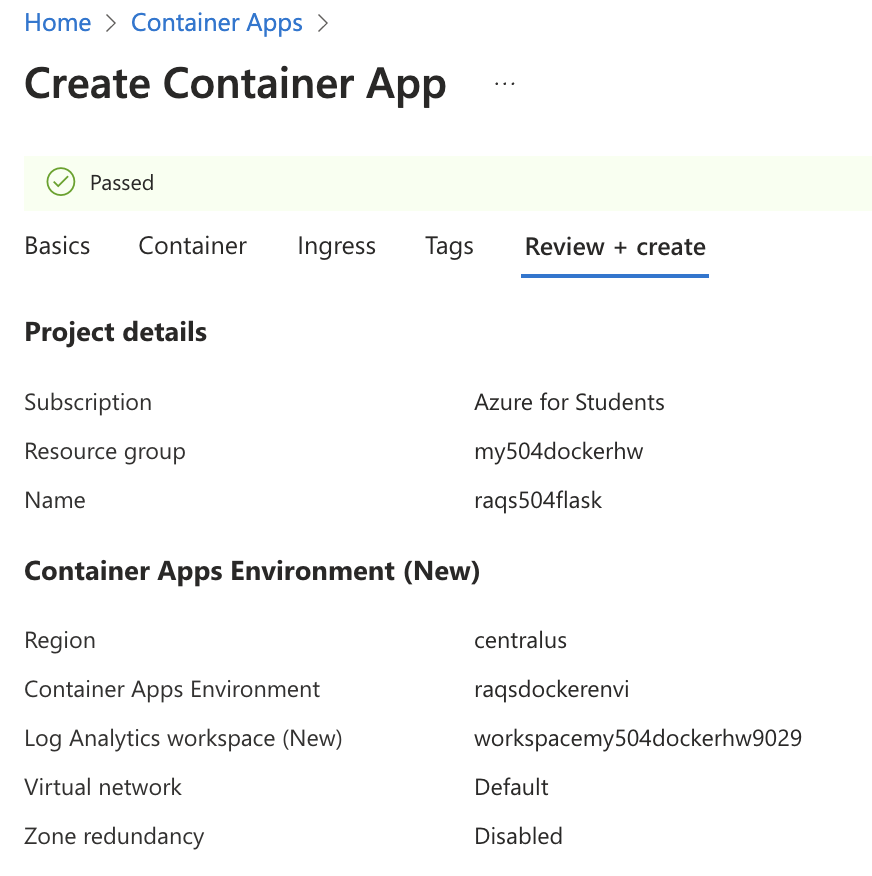 Home > Container Apps >
Create Container App ...
Passed
Basics Container Ingress Tags Review + create
Project details
Subscription Azure for Students
Resource group my504dockerhw
Name raqs504flask
Container Apps Environment (New)
Region centralus
Container Apps Environment raqsdockerenvi
Log Analytics workspace (New) workspacemy504dockerhw9029
Virtual network Default
Zone redundancy Disabled